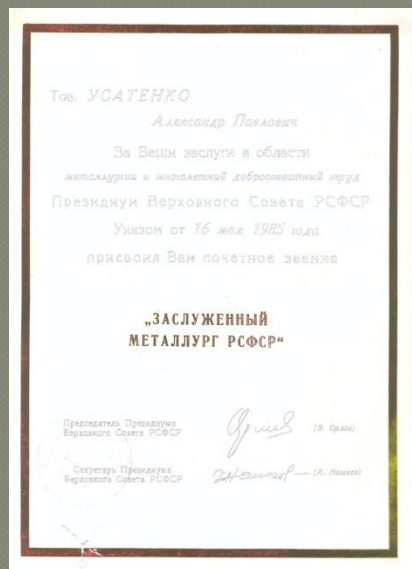 Тов. УСАТЕНКО
Александр Павлович
За Ваши заслуги в области
металлургии и многолетний добросовестный труд
Президиум Верховного Совета РСФСР
Указом от 16 мая 1985 года
присвоил Вам почетное звание
„ЗАСЛУЖЕННЫЙ
МЕТАЛЛУРГ РСФСР“
Председатель Президиума
Верховного Совета РСФСР
(В. Орлов)
Секретарь Президиума
Верховного Совета РСФСР
(Х. Нешков)